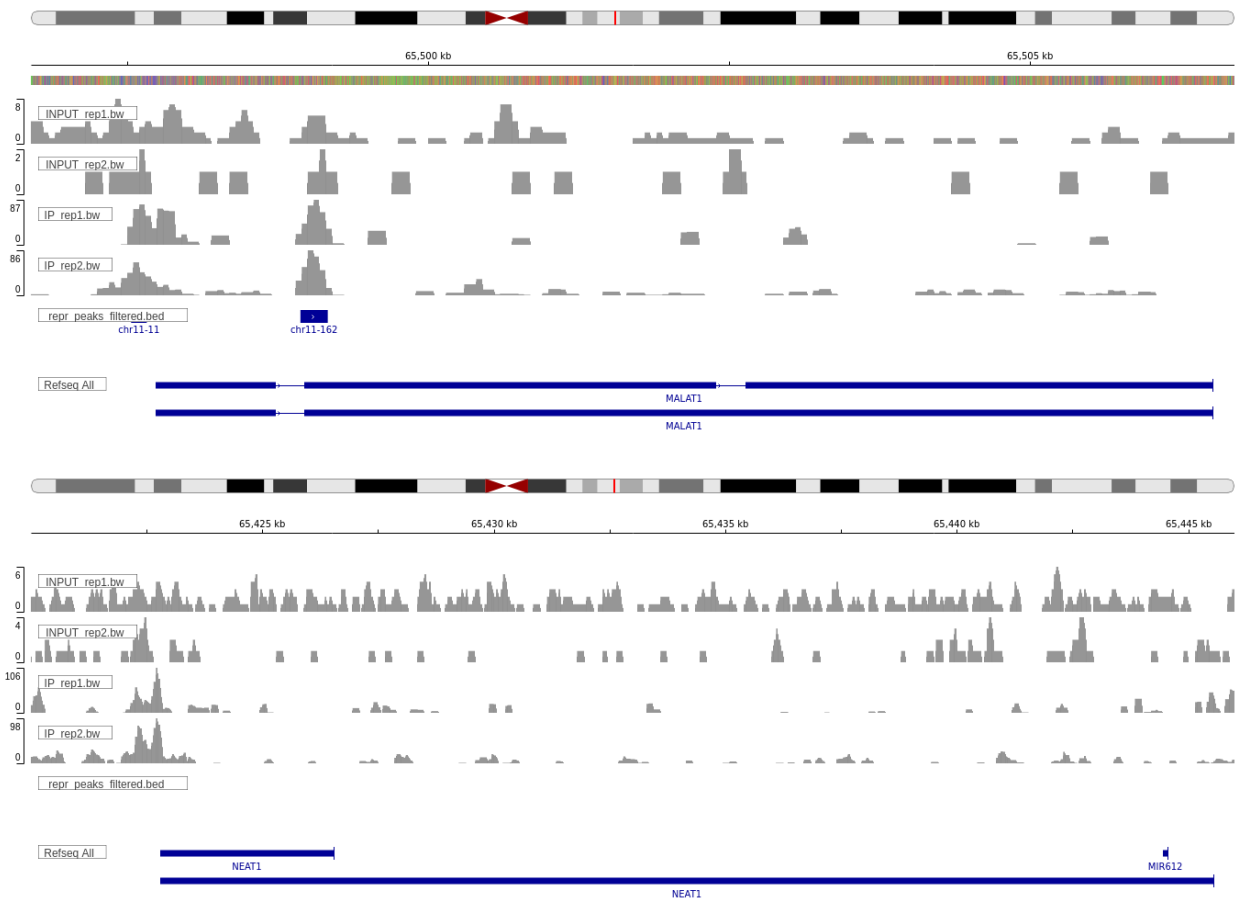 65,500 kb 65,505 kb
8
INPUT_rep1.bw
0
2
INPUT_rep2.bw
0
87
IP_rep1.bw
0
86
IP_rep2.bw
0
repr_peaks_filtered.bed
chr11-11 chr11-162
Refseq All
MALAT1
MALAT1
65,425 kb 65,430 kb 65,435 kb 65,440 kb 65,445 kb
6
INPUT_rep1.bw
0
4
INPUT_rep2.bw
0
106
IP_rep1.bw
0
98
IP_rep2.bw
0
repr_peaks_filtered.bed
Refseq All
NEAT1 MIR612
NEAT1